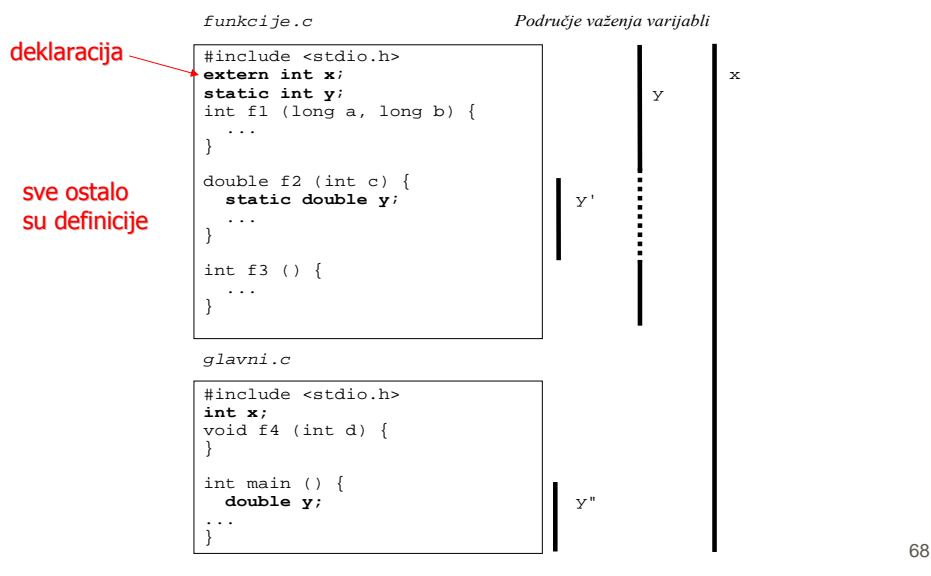 funkcije.c
Područje važenja varijabli
deklaracija
#include <stdio.h>
extern int x;
static int y;
int f1 (long a, long b) {
...
}
double f2 (int c) {
static double y;
...
}
int f3 () {
...
}
sve ostalo
su definicije
y'
y
x
glavni.c
#include <stdio.h>
int x;
void f4 (int d) {
}
int main () {
double y;
...
}
y"
68